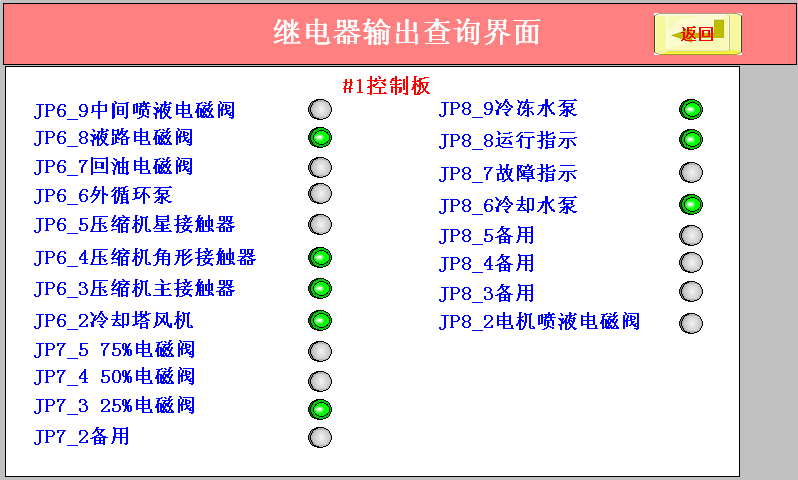 继电器输出查询界面
返回
#1控制板
JP6_9中间喷液电磁阀
JP6_8液路电磁阀
JP6_7回油电磁阀
JP6_6外循环泵
JP6_5压缩机星接触器
JP6_4压缩机角形接触器
JP6_3压缩机主接触器
JP6_2冷却塔风机
JP7_5 75%电磁阀
JP7_4 50%电磁阀
JP7_3 25%电磁阀
JP7_2备用
JP8_9冷冻水泵
JP8_8运行指示
JP8_7故障指示
JP8_6冷却水泵
JP8_5备用
JP8_4备用
JP8_3备用
JP8_2电机喷液电磁阀